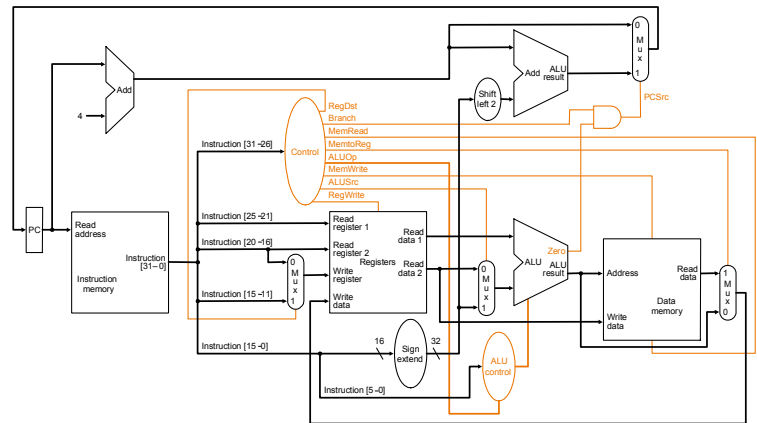 0
M
u
x
1
Add
ALU
result
Add
4
Shift
left 2
PCSrc
RegDst
Branch
MemRead
MemtoReg
ALUOp
MemWrite
ALUSrc
RegWrite
Control
Instruction [31-26]
PC
Read
address
Instruction
[31-0]
Instruction
memory
Instruction [25-21]
Instruction [20-16]
Instruction [15-11]
0
M
u
x
1
Read
register 1
Read
register 2
Registers
Write
register
Write
data
Read
data 1
Read
data 2
0
M
u
x
1
Zero
ALU
ALU
result
Address
Read
data
Data
memory
Write
data
1
M
u
x
0
Instruction [15-0]
16
Sign
extend
32
ALU
control
Instruction [5-0]